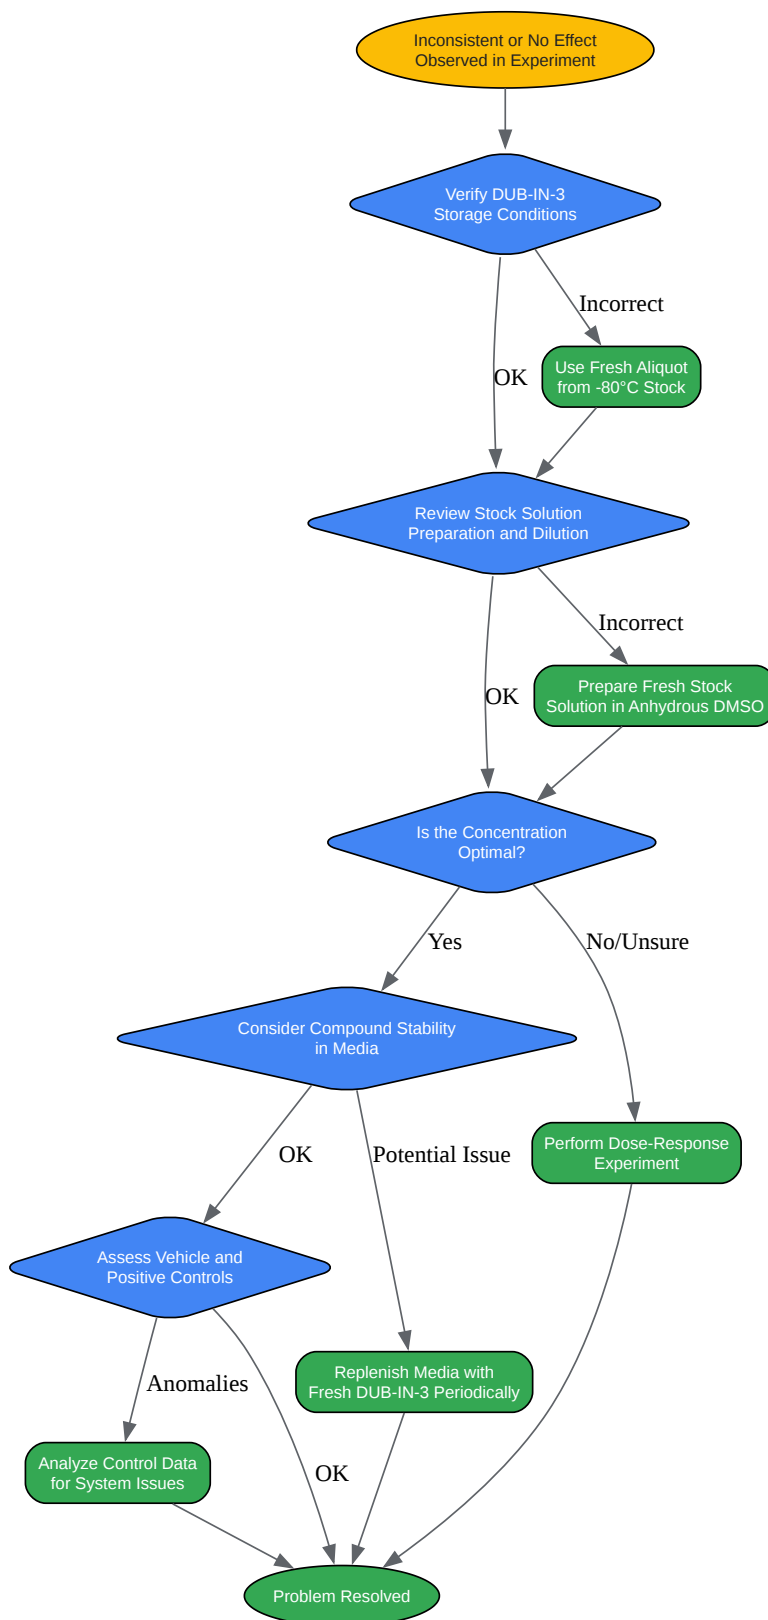 Inconsistent or No Effect
Observed in Experiment
Verify DUB-IN-3
Storage Conditions
Incorrect
OK
Use Fresh Aliquot
from -80°C Stock
Review Stock Solution
Preparation and Dilution
Incorrect
OK
Prepare Fresh Stock
Solution in Anhydrous DMSO
Is the Concentration
Optimal?
Yes
No/Unsure
Consider Compound Stability
in Media
OK
Potential Issue
Perform Dose-Response
Experiment
Assess Vehicle and
Positive Controls
Anomalies
Replenish Media with
Fresh DUB-IN-3 Periodically
Analyze Control Data
for System Issues
OK
Problem Resolved